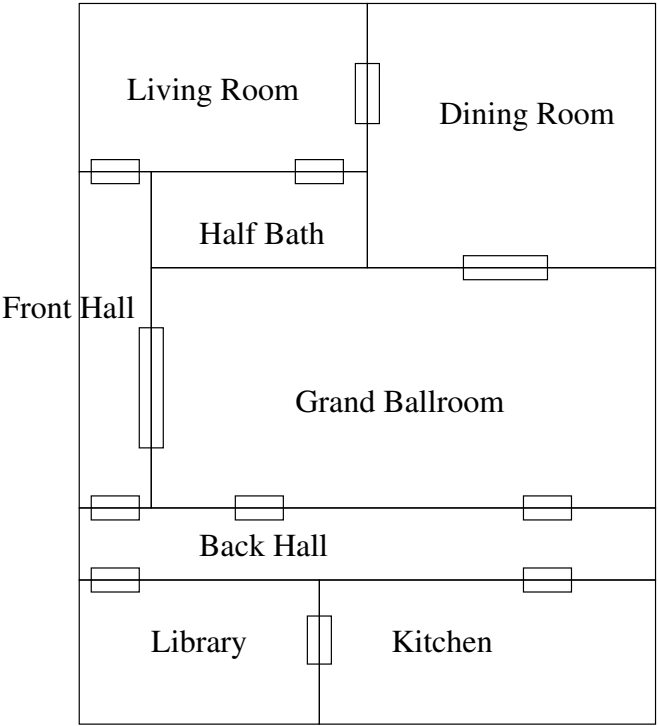 Living Room
Dining Room
Half Bath
Front Hall
Grand Ballroom
Back Hall
Library
Kitchen